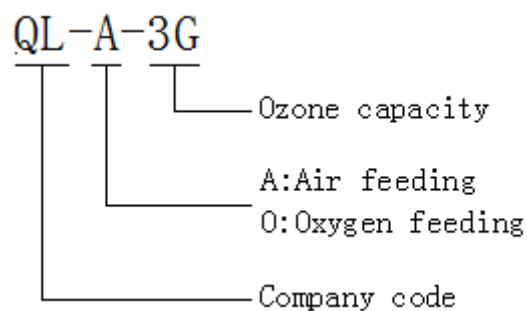 QL-A-3G
Ozone capacity
A:Air feeding
O:Oxygen feeding
Company code